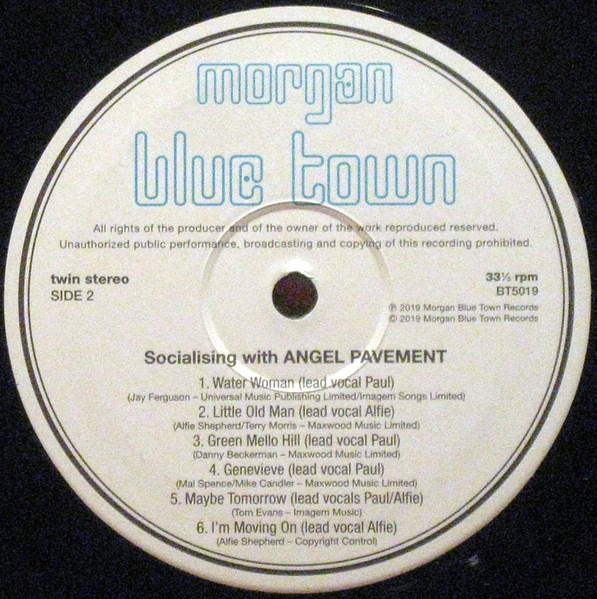 morgan
blue town
All rights of the producer and of the owner of the work reproduced reserved.
Unauthorized public performance, broadcasting and copying of this recording prohibited.
twin stereo 33⅓ rpm
SIDE 2 BT5019
℗ 2019 Morgan Blue Town Records
© 2019 Morgan Blue Town Records
Socialising with ANGEL PAVEMENT
1. Water Woman (lead vocal Paul)
(Jay Ferguson – Universal Music Publishing Limited/Imagem Songs Limited)
2. Little Old Man (lead vocal Alfie)
(Alfie Shepherd/Terry Morris – Maxwood Music Limited)
3. Green Mello Hill (lead vocal Paul)
(Danny Beckerman – Maxwood Music Limited)
4. Genevieve (lead vocal Paul)
(Mal Spence/Mike Candler – Maxwood Music Limited)
5. Maybe Tomorrow (lead vocals Paul/Alfie)
(Tom Evans – Imagem Music)
6. I'm Moving On (lead vocal Alfie)
(Alfie Shepherd – Copyright Control)